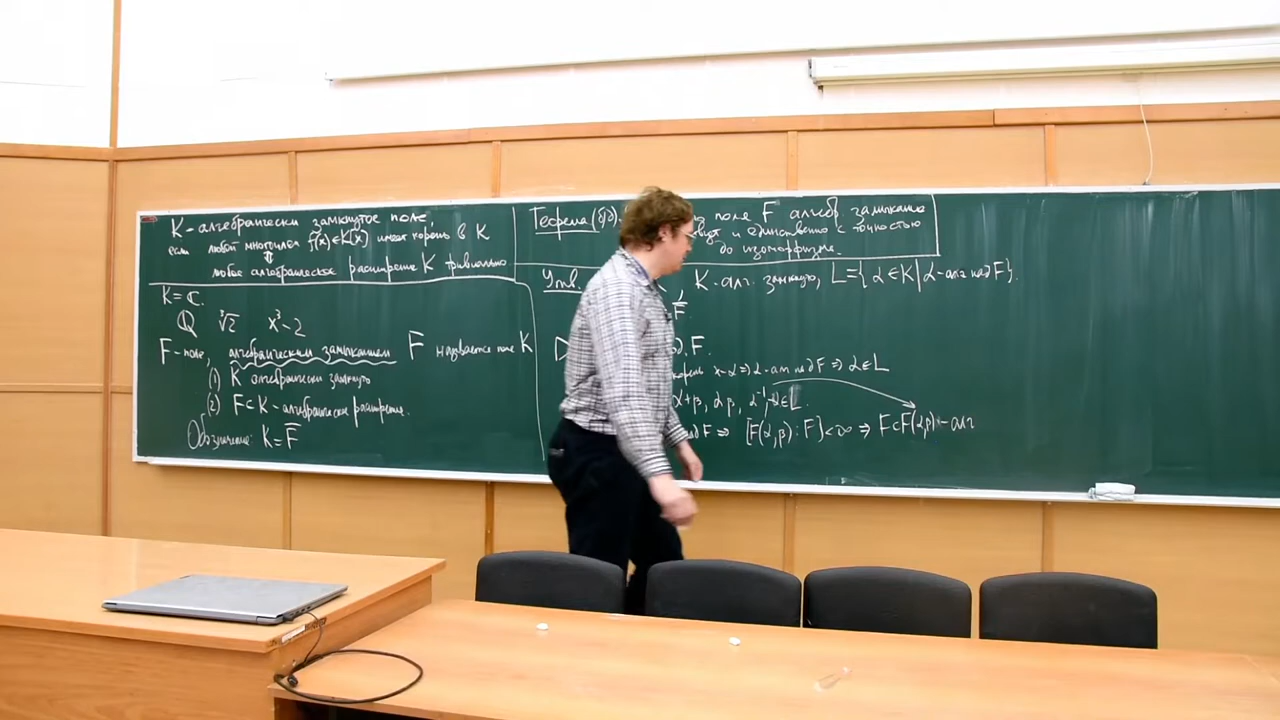 K - алгебраически замкнутое поле,
если любой многочлен f(x)∈K[x] имеет корень в K
⇕
любое алгебраическое расширение K тривиально
K = ℂ.
ℚ ∛2 x³-2
F - поле, алгебраическим замыканием F называется поле K
(1) K алгебраически замкнуто
(2) F⊂K - алгебраическое расширение.
Обозначение: K = F̅
Теорема (б/д). поле F алгеб. замыкание
и единственно с точностью
до изоморфизма.
Утв. K - алг. замкнуто, L={α∈K | α - алг над F}.
F̅
F.
корень x-α ⇒ α - алг над F ⇒ α∈L
α+β, αβ, α⁻¹, -α∈L.
F ⇒ [F(α,β) : F]<∞ ⇒ F⊂F(α,β) - алг